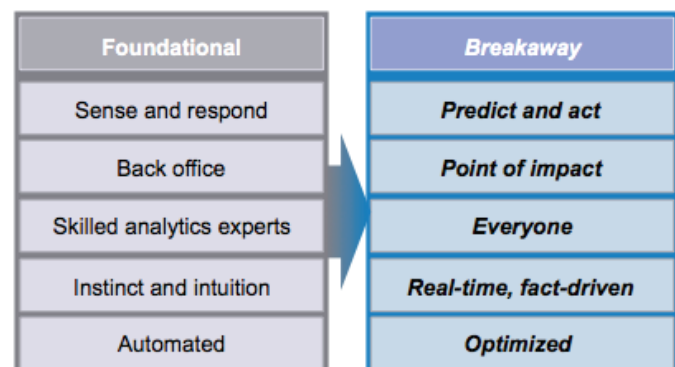 Foundational
Sense and respond
Back office
Skilled analytics experts
Instinct and intuition
Automated
Breakaway
Predict and act
Point of impact
Everyone
Real-time, fact-driven
Optimized